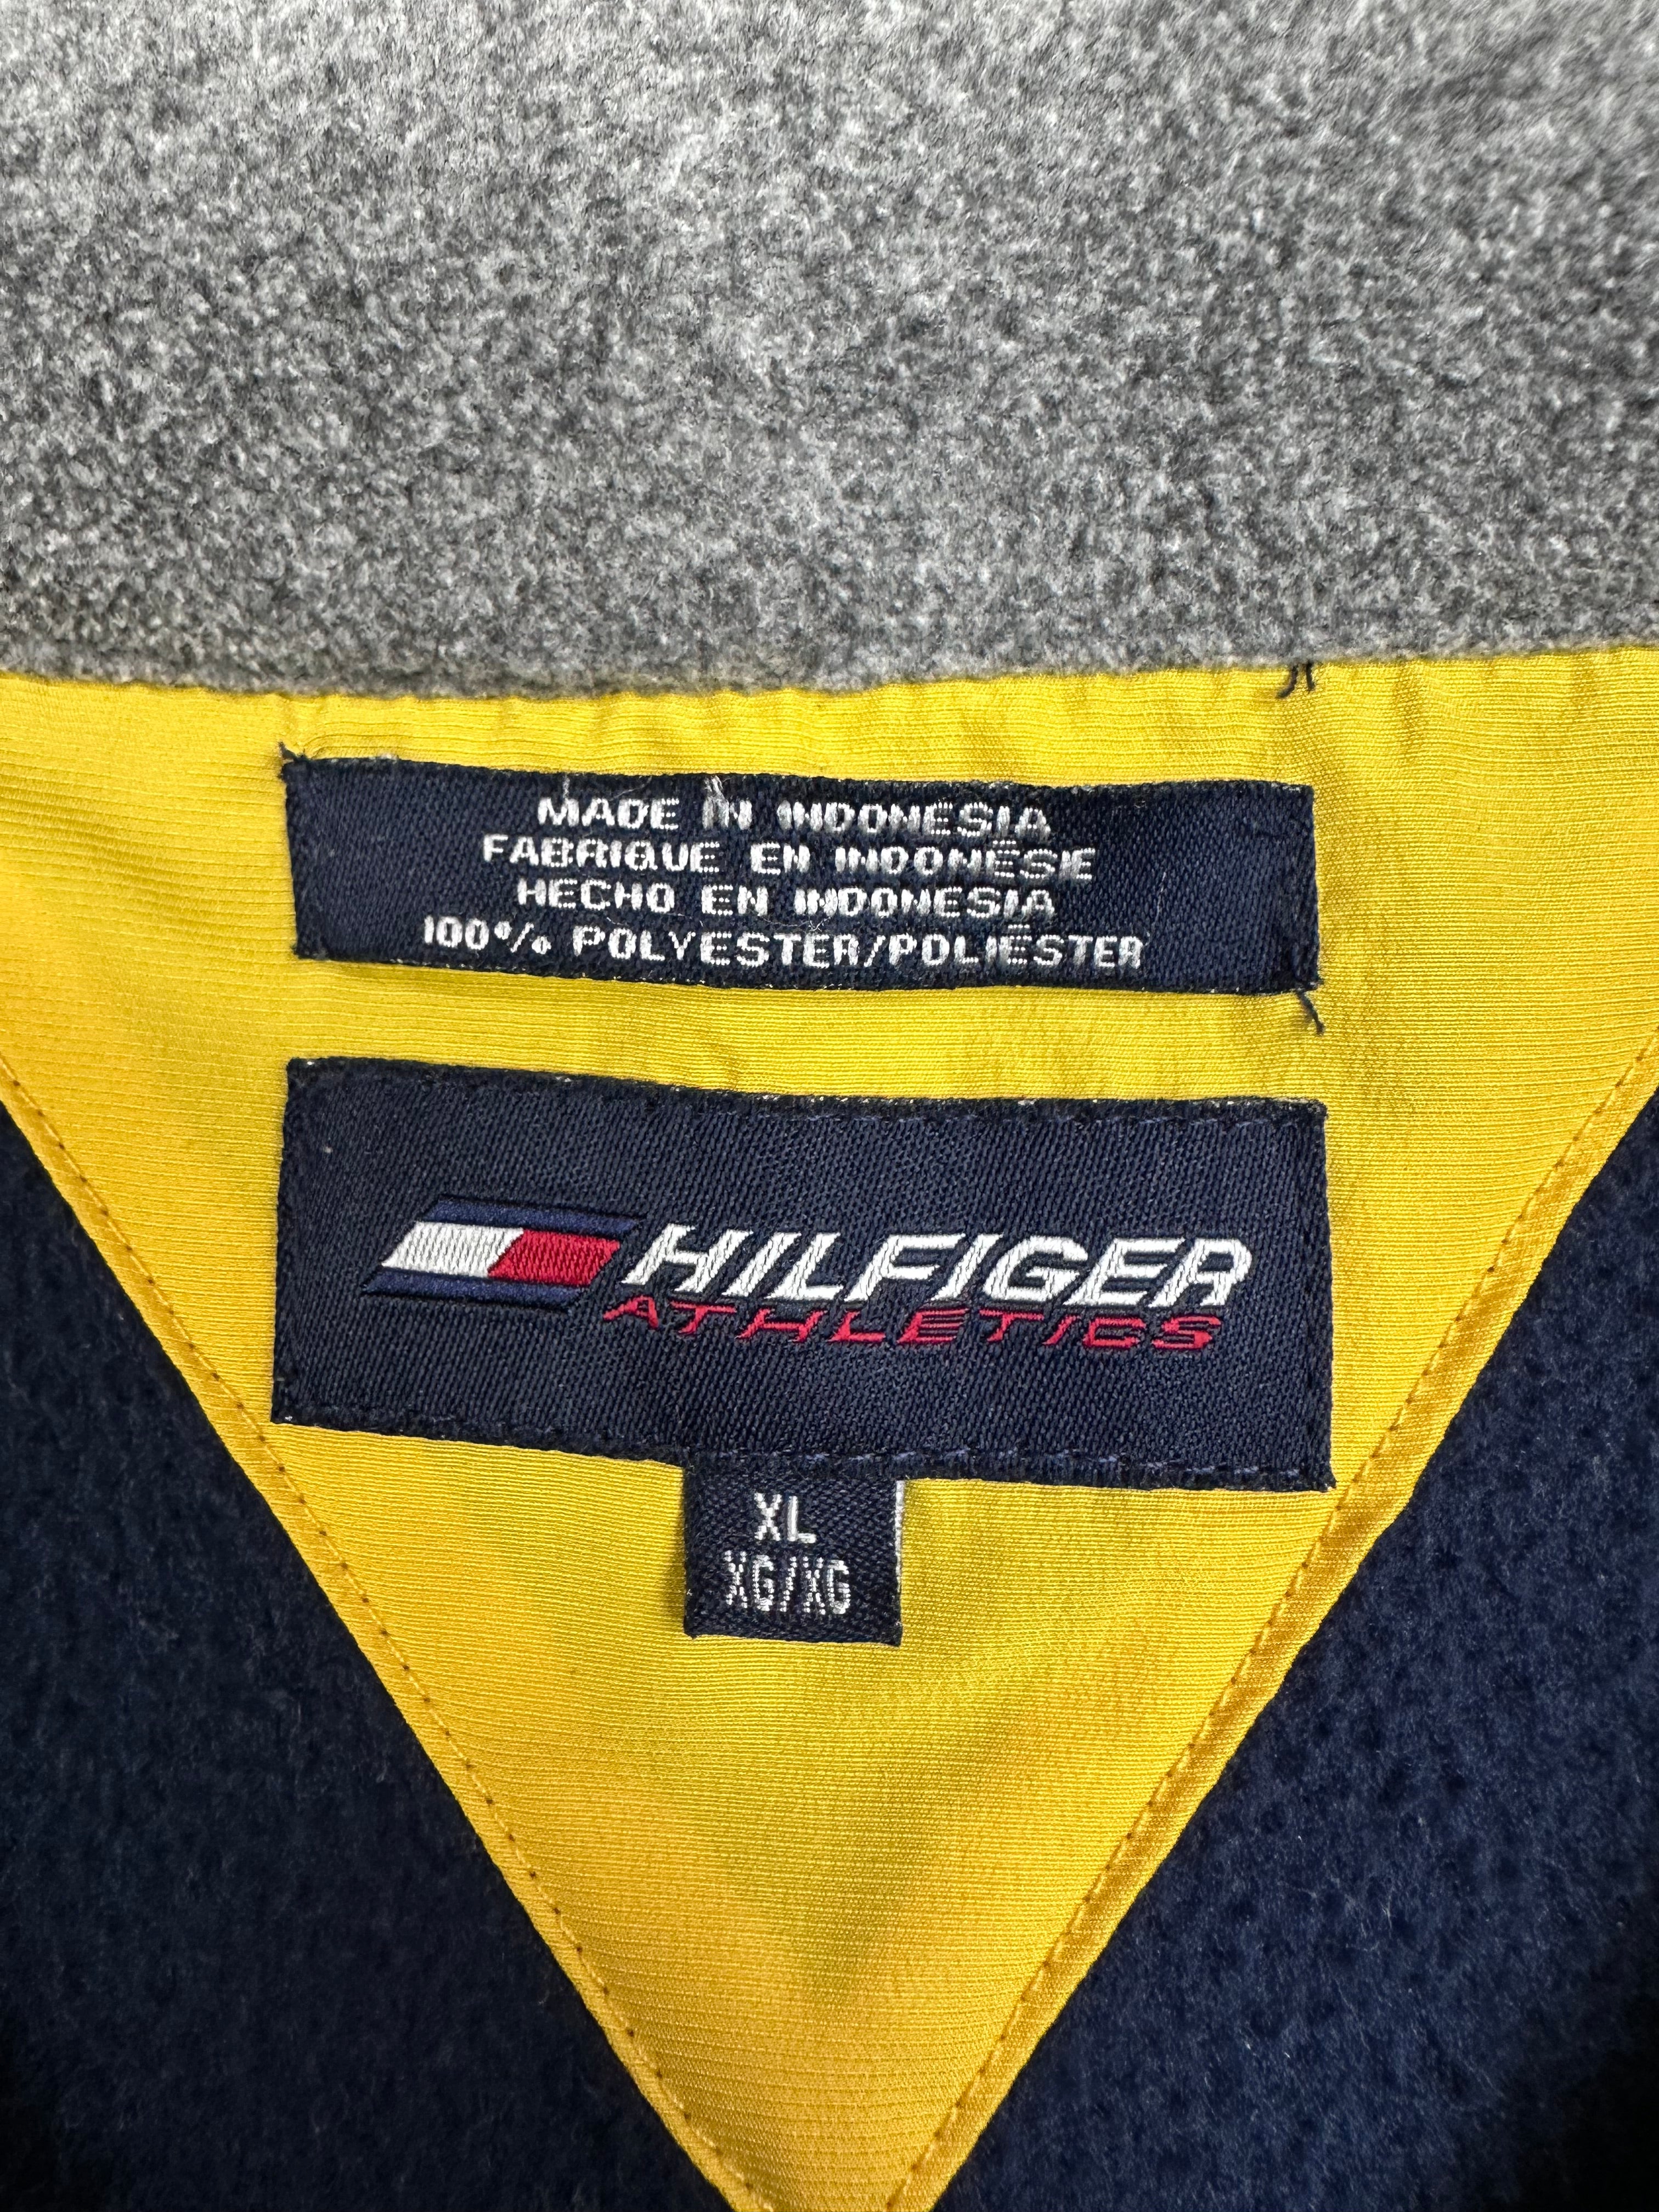 MADE IN INDONESIA
FABRIQUE EN INDONÉSIE
HECHO EN INDONESIA
100% POLYESTER/POLIÉSTER
HILFIGER
ATHLETICS
XL
XG/XG